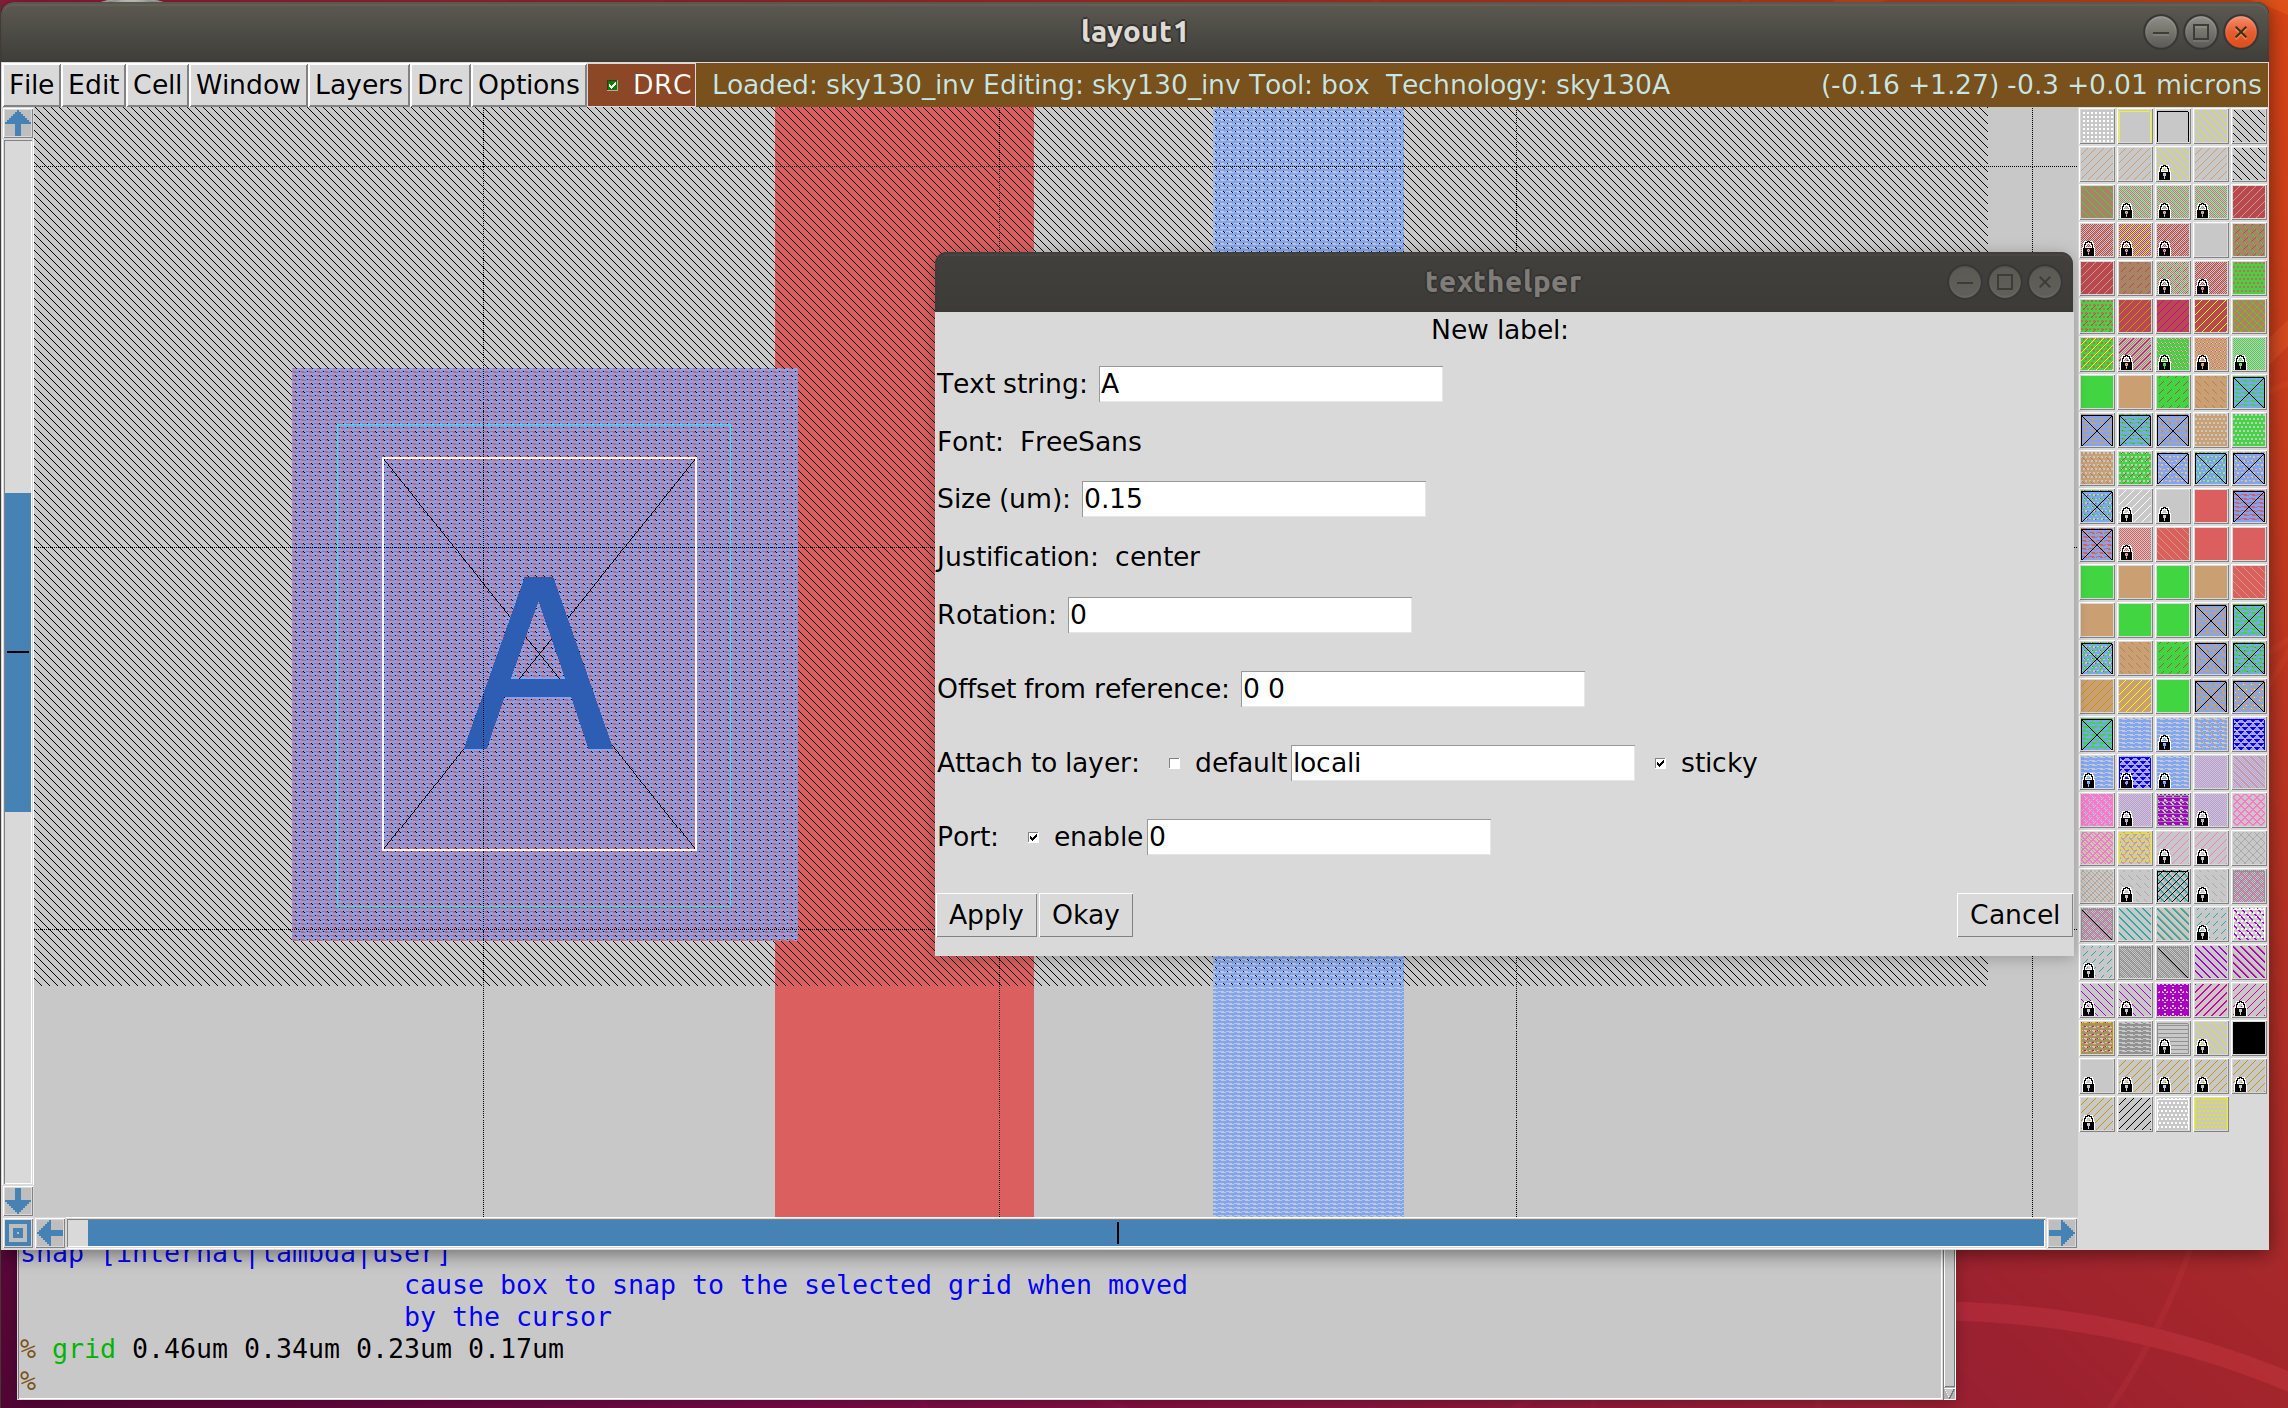 layout1
File Edit Cell Window Layers Drc Options DRC Loaded: sky130_inv Editing: sky130_inv Tool: box Technology: sky130A (-0.16 +1.27) -0.3 +0.01 microns
texthelper
New label:
Text string: A
Font: FreeSans
Size (um): 0.15
Justification: center
Rotation: 0
Offset from reference: 0 0
Attach to layer: default locali sticky
Port: enable 0
Apply Okay Cancel
A
snap [internal|lambda|user]
cause box to snap to the selected grid when moved
by the cursor
% grid 0.46um 0.34um 0.23um 0.17um
%